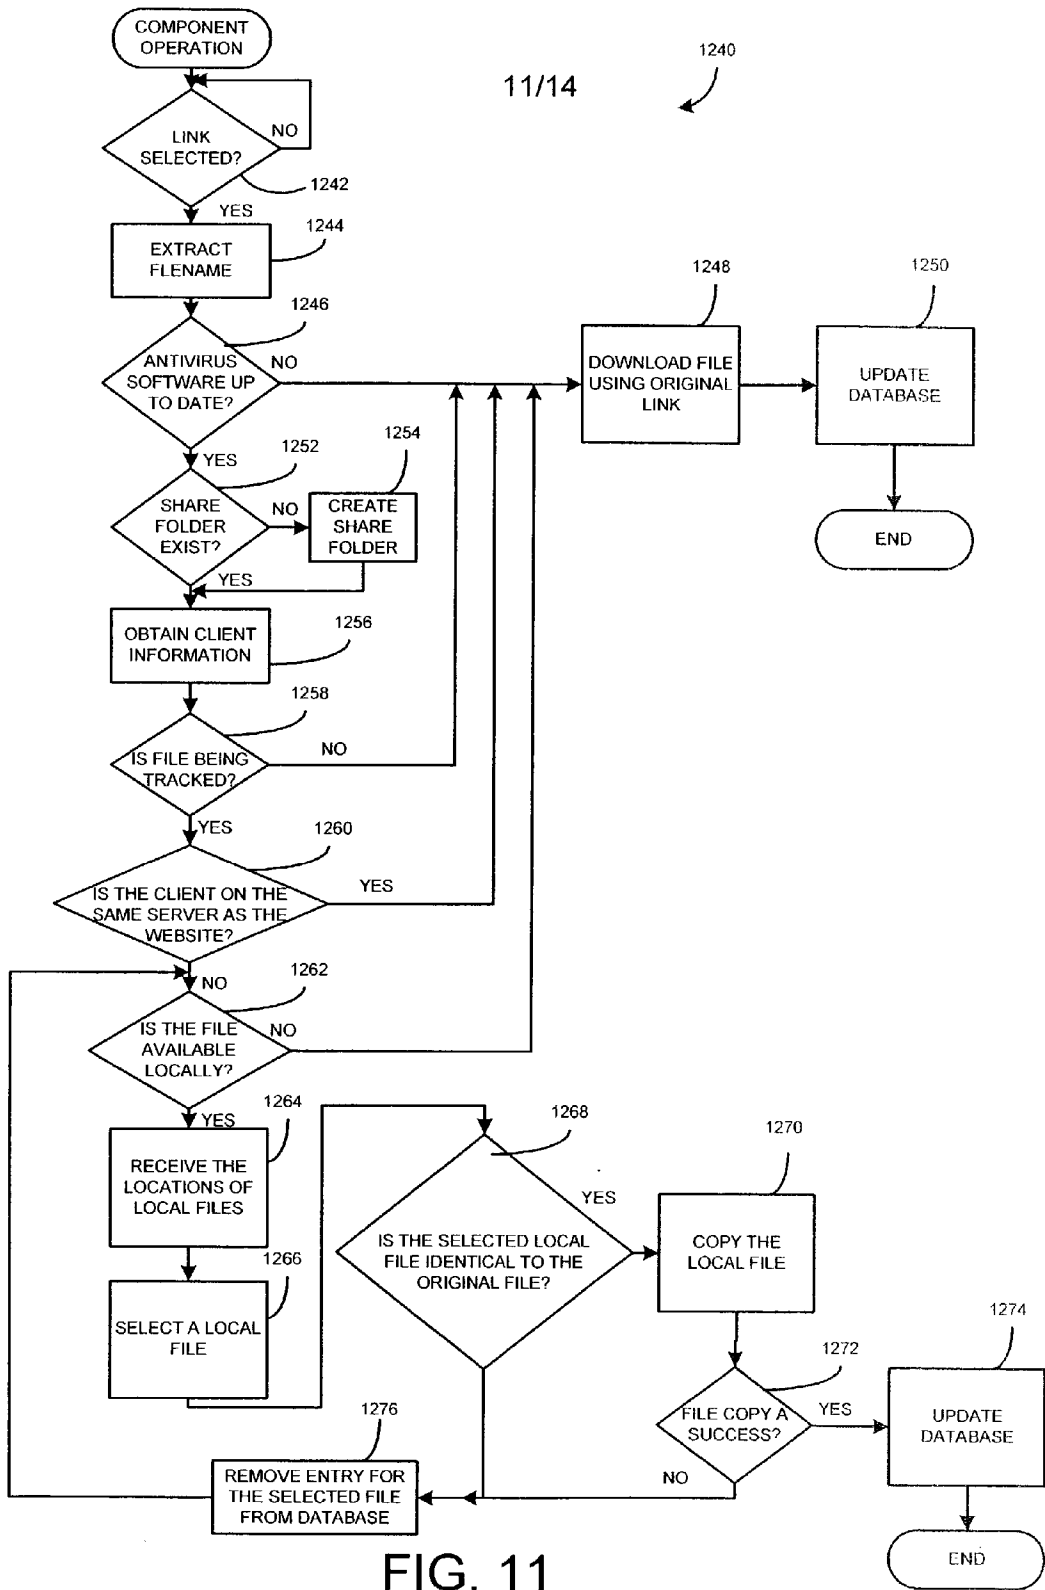 COMPONENT
OPERATION
11/14
1240
LINK
SELECTED?
NO
1242
YES
EXTRACT
FLENAME
1244
ANTIVIRUS
SOFTWARE UP
TO DATE?
1246
NO
YES
DOWNLOAD FILE
USING ORIGINAL
LINK
1248
UPDATE
DATABASE
1250
END
SHARE
FOLDER
EXIST?
1252
NO
CREATE
SHARE
FOLDER
1254
YES
OBTAIN CLIENT
INFORMATION
1256
IS FILE BEING
TRACKED?
1258
NO
YES
IS THE CLIENT ON THE
SAME SERVER AS THE
WEBSITE?
1260
YES
NO
IS THE FILE
AVAILABLE
LOCALLY?
1262
NO
YES
RECEIVE THE
LOCATIONS OF
LOCAL FILES
1264
SELECT A LOCAL
FILE
1266
IS THE SELECTED LOCAL
FILE IDENTICAL TO THE
ORIGINAL FILE?
1268
YES
COPY THE
LOCAL FILE
1270
FILE COPY A
SUCCESS?
1272
YES
UPDATE
DATABASE
1274
NO
REMOVE ENTRY FOR
THE SELECTED FILE
FROM DATABASE
1276
END
FIG. 11